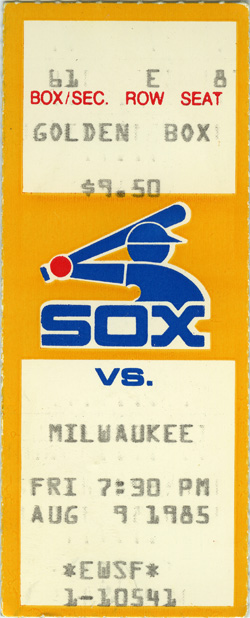 61 E 8
BOX/SEC. ROW SEAT
GOLDEN BOX
$9.50
SOX
VS.
MILWAUKEE
FRI 7:30 PM
AUG 9 1985
*EWSF*
1-10541